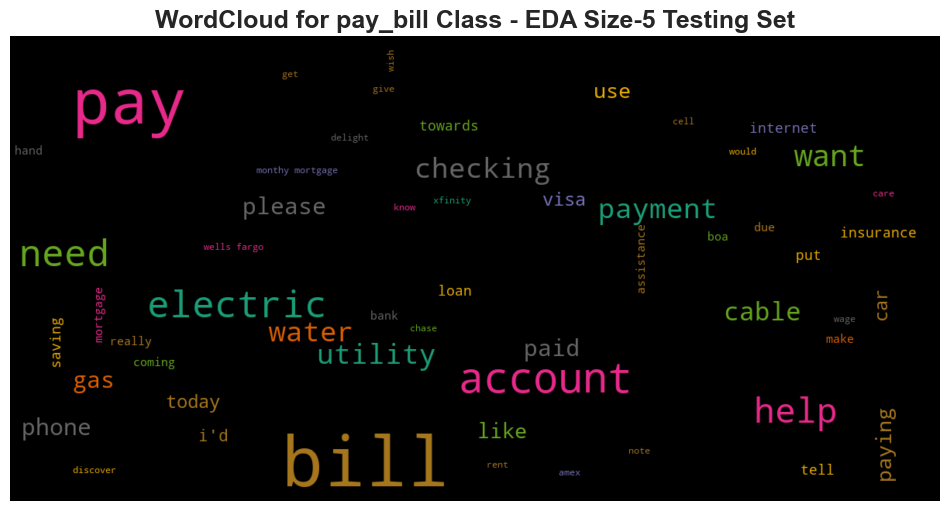 WordCloud for pay_bill Class - EDA Size-5 Testing Set
wish
get
give
pay
use
cell
towards
internet
delight
hand
would
want
checking
monthy mortgage
care
visa
xfinity
please
know
payment
due
boa
insurance
wells fargo
need
assistance
put
loan
electric
mortgage
car
cable
bank
wage
chase
water
really
saving
make
paid
utility
coming
gas
account
today
help
phone
i'd
like
paying
bill
note
rent
discover
amex
tell